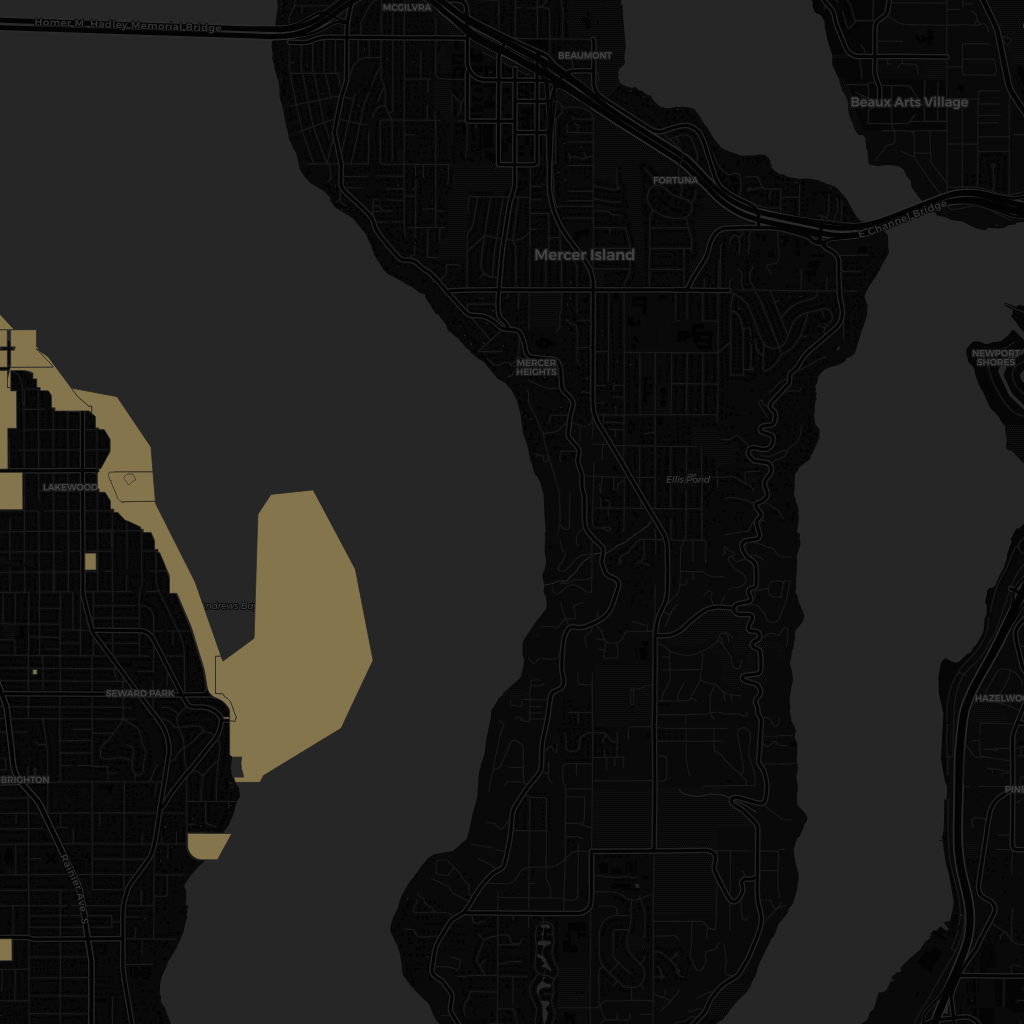 MCGILVRA
Homer M. Hadley Memorial Bridge
BEAUMONT
Beaux Arts Village
FORTUNA
E Channel Bridge
Mercer Island
NEWPORT
SHORES
MERCER
HEIGHTS
Ellis Pond
LAKEWOOD
ndrews Ba
SEWARD PARK
HAZELWO
BRIGHTON
PINE
Rainier Ave S